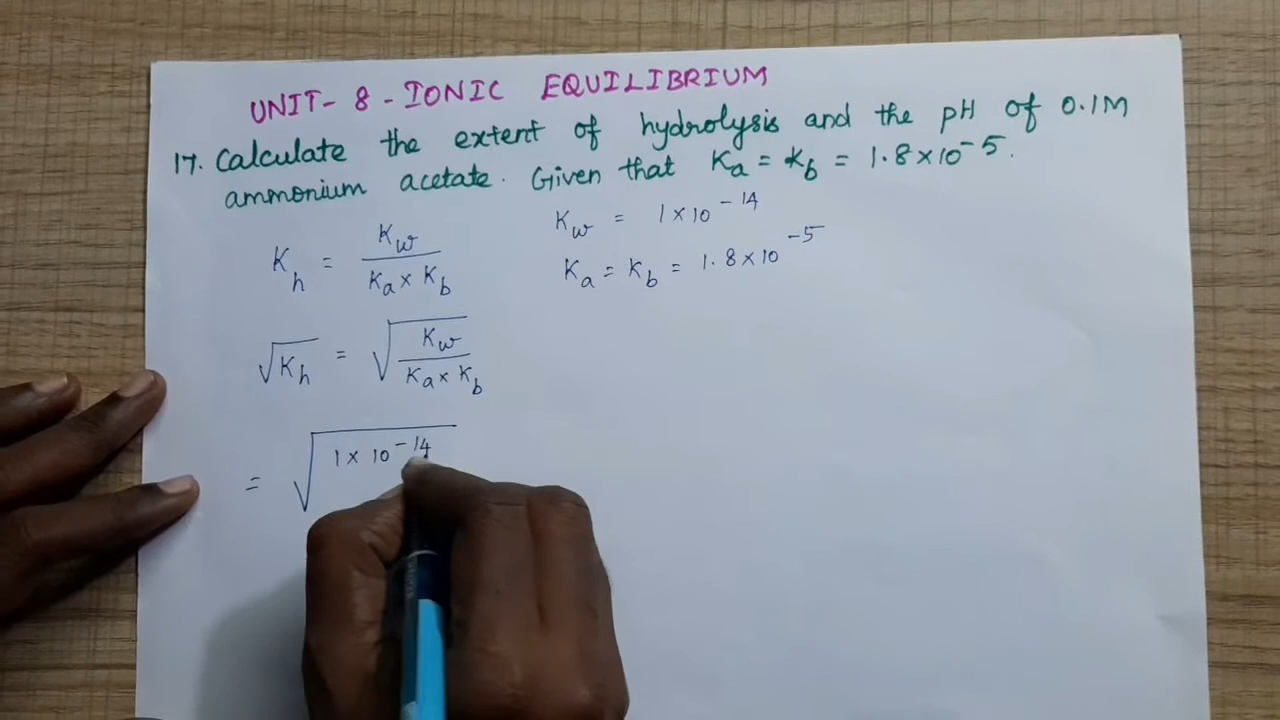 UNIT- 8 - IONIC EQUILIBRIUM
17. Calculate the extent of hydrolysis and the pH of 0.1M
ammonium acetate. Given that Ka = Kb = 1.8×10⁻⁵.
Kh = Kw / Ka × Kb
Kw = 1×10⁻¹⁴
Ka = Kb = 1.8×10⁻⁵
√Kh = √(Kw / Ka × Kb)
= √1×10⁻¹⁴